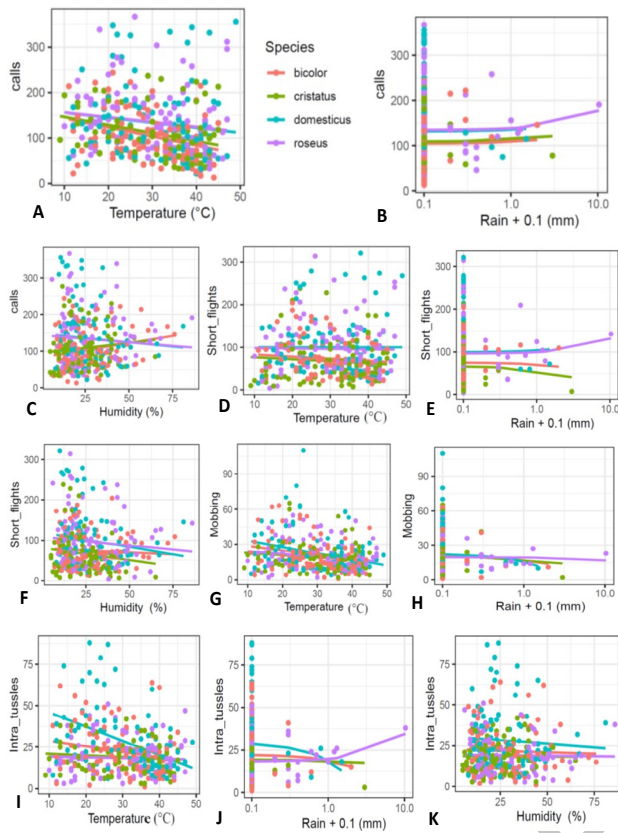 calls
300
200
100
0
10 20 30 40 50
Temperature (°C)
A
Species
bicolor
cristatus
domesticus
roseus
calls
300
200
100
0
0.1 1.0 10.0
Rain + 0.1 (mm)
B
calls
300
200
100
0
25 50 75
Humidity (%)
C
Short_flights
300
200
100
0
10 20 30 40 50
Temperature (°C)
D
Short_flights
300
200
100
0
0.1 1.0 10.0
Rain + 0.1 (mm)
E
Short_flights
300
200
100
0
25 50 75
Humidity (%)
F
Mobbing
90
60
30
0
10 20 30 40 50
Temperature (°C)
G
Mobbing
90
60
30
0
0.1 1.0 10.0
Rain + 0.1 (mm)
H
Intra_tussles
75
50
25
0
10 20 30 40 50
Temperature (°C)
I
Intra_tussles
75
50
25
0
0.1 1.0 10.0
Rain + 0.1 (mm)
J
Intra_tussles
75
50
25
0
25 50 75
Humidity (%)
K